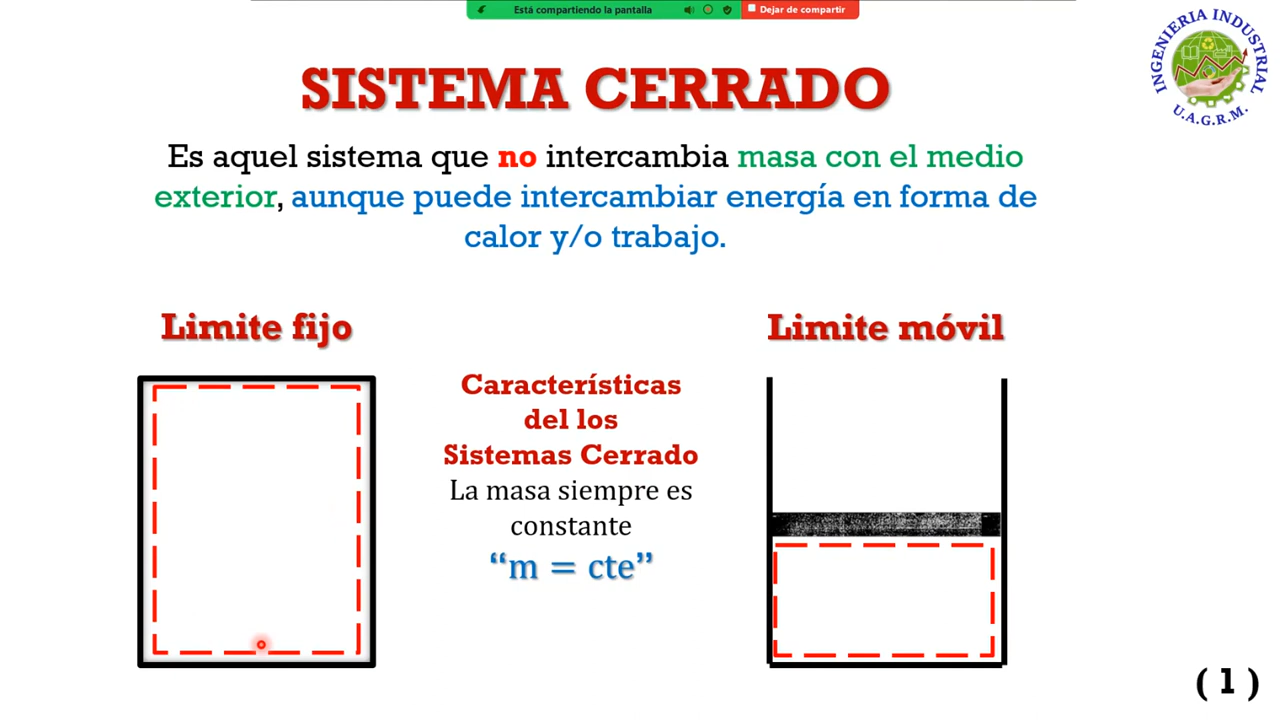 Está compartiendo la pantalla
Dejar de compartir
INGENIERIA INDUSTRIAL
U.A.G.R.M.
SISTEMA CERRADO
Es aquel sistema que no intercambia masa con el medio
exterior, aunque puede intercambiar energía en forma de
calor y/o trabajo.
Limite fijo
Limite móvil
Características
del los
Sistemas Cerrado
La masa siempre es
constante
“m = cte”
( 1 )